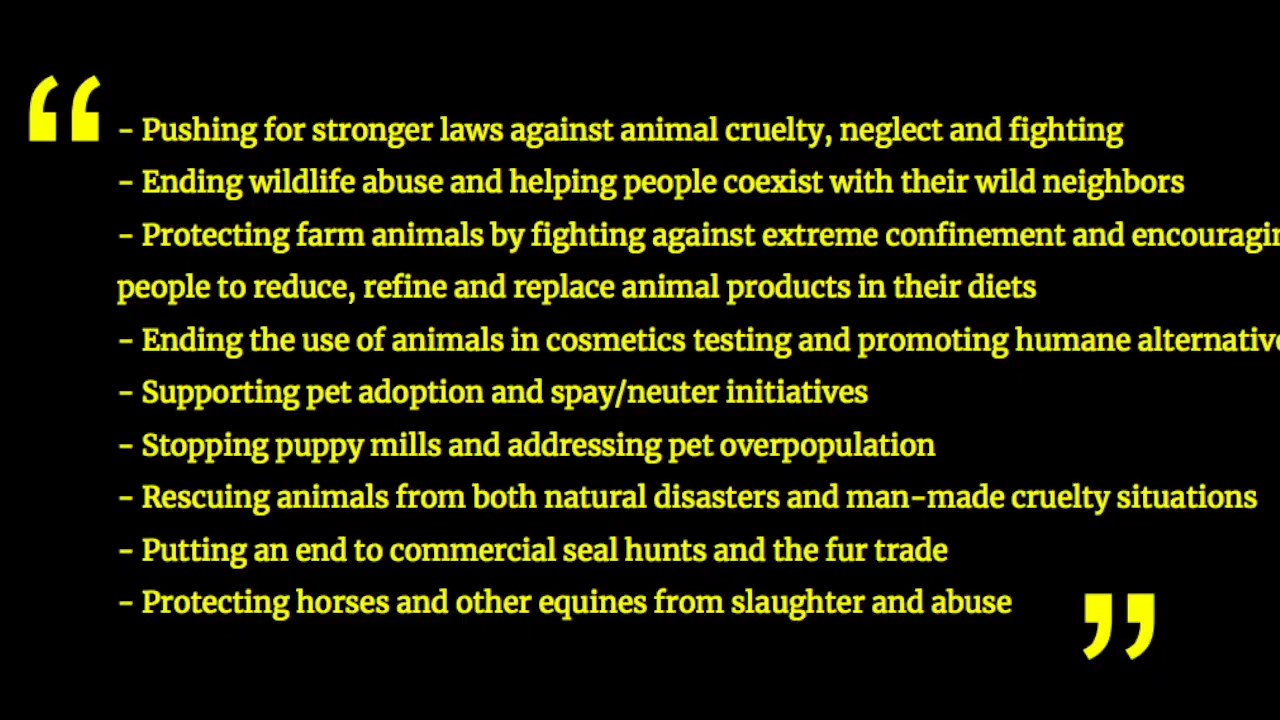 “
- Pushing for stronger laws against animal cruelty, neglect and fighting
- Ending wildlife abuse and helping people coexist with their wild neighbors
- Protecting farm animals by fighting against extreme confinement and encouragin
people to reduce, refine and replace animal products in their diets
- Ending the use of animals in cosmetics testing and promoting humane alternative
- Supporting pet adoption and spay/neuter initiatives
- Stopping puppy mills and addressing pet overpopulation
- Rescuing animals from both natural disasters and man-made cruelty situations
- Putting an end to commercial seal hunts and the fur trade
- Protecting horses and other equines from slaughter and abuse
”